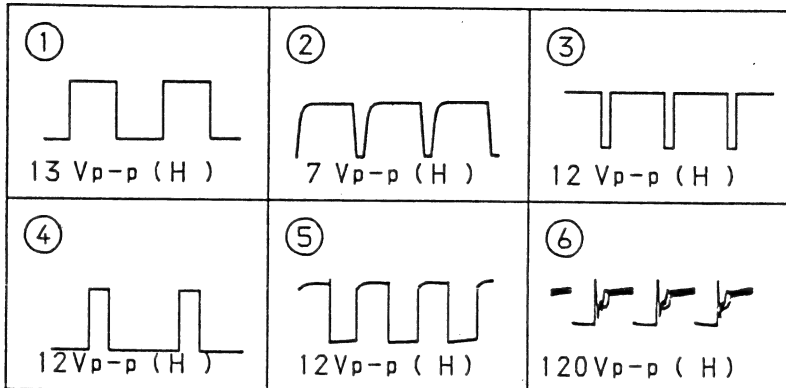 ① ② ③
13 Vp-p ( H ) 7 Vp-p ( H ) 12 Vp-p ( H )
④ ⑤ ⑥
12Vp-p ( H ) 12Vp-p ( H ) 120Vp-p ( H )